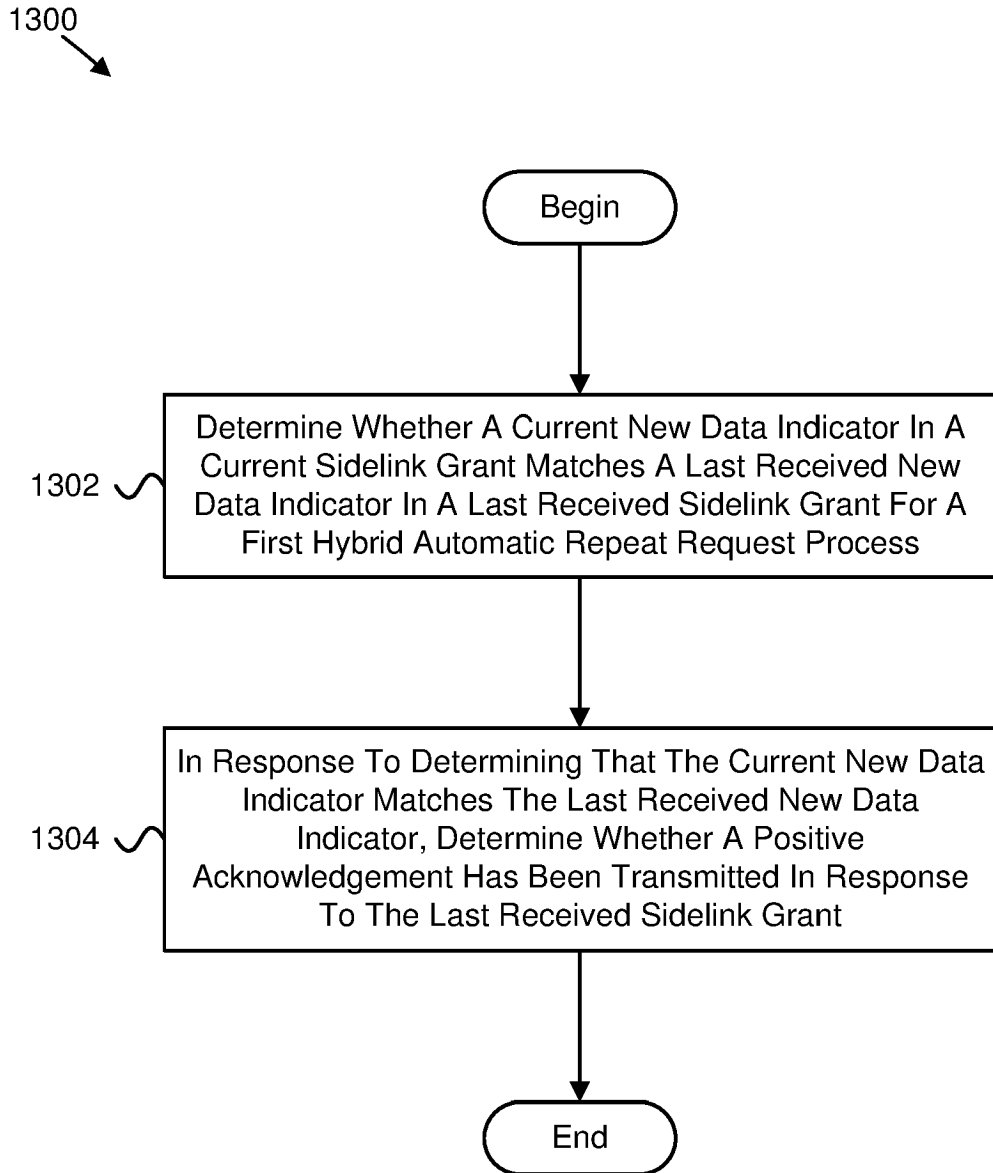 1300
Begin
1302
Determine Whether A Current New Data Indicator In A
Current Sidelink Grant Matches A Last Received New
Data Indicator In A Last Received Sidelink Grant For A
First Hybrid Automatic Repeat Request Process
1304
In Response To Determining That The Current New Data
Indicator Matches The Last Received New Data
Indicator, Determine Whether A Positive
Acknowledgement Has Been Transmitted In Response
To The Last Received Sidelink Grant
End